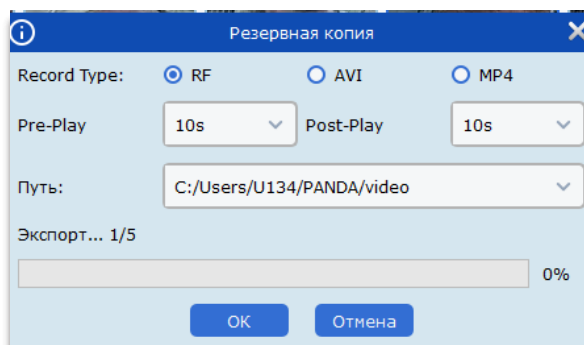 Резервная копия
Record Type: RF AVI MP4
Pre-Play 10s Post-Play 10s
Путь: C:/Users/U134/PANDA/video
Экспорт... 1/5
0%
OK Отмена